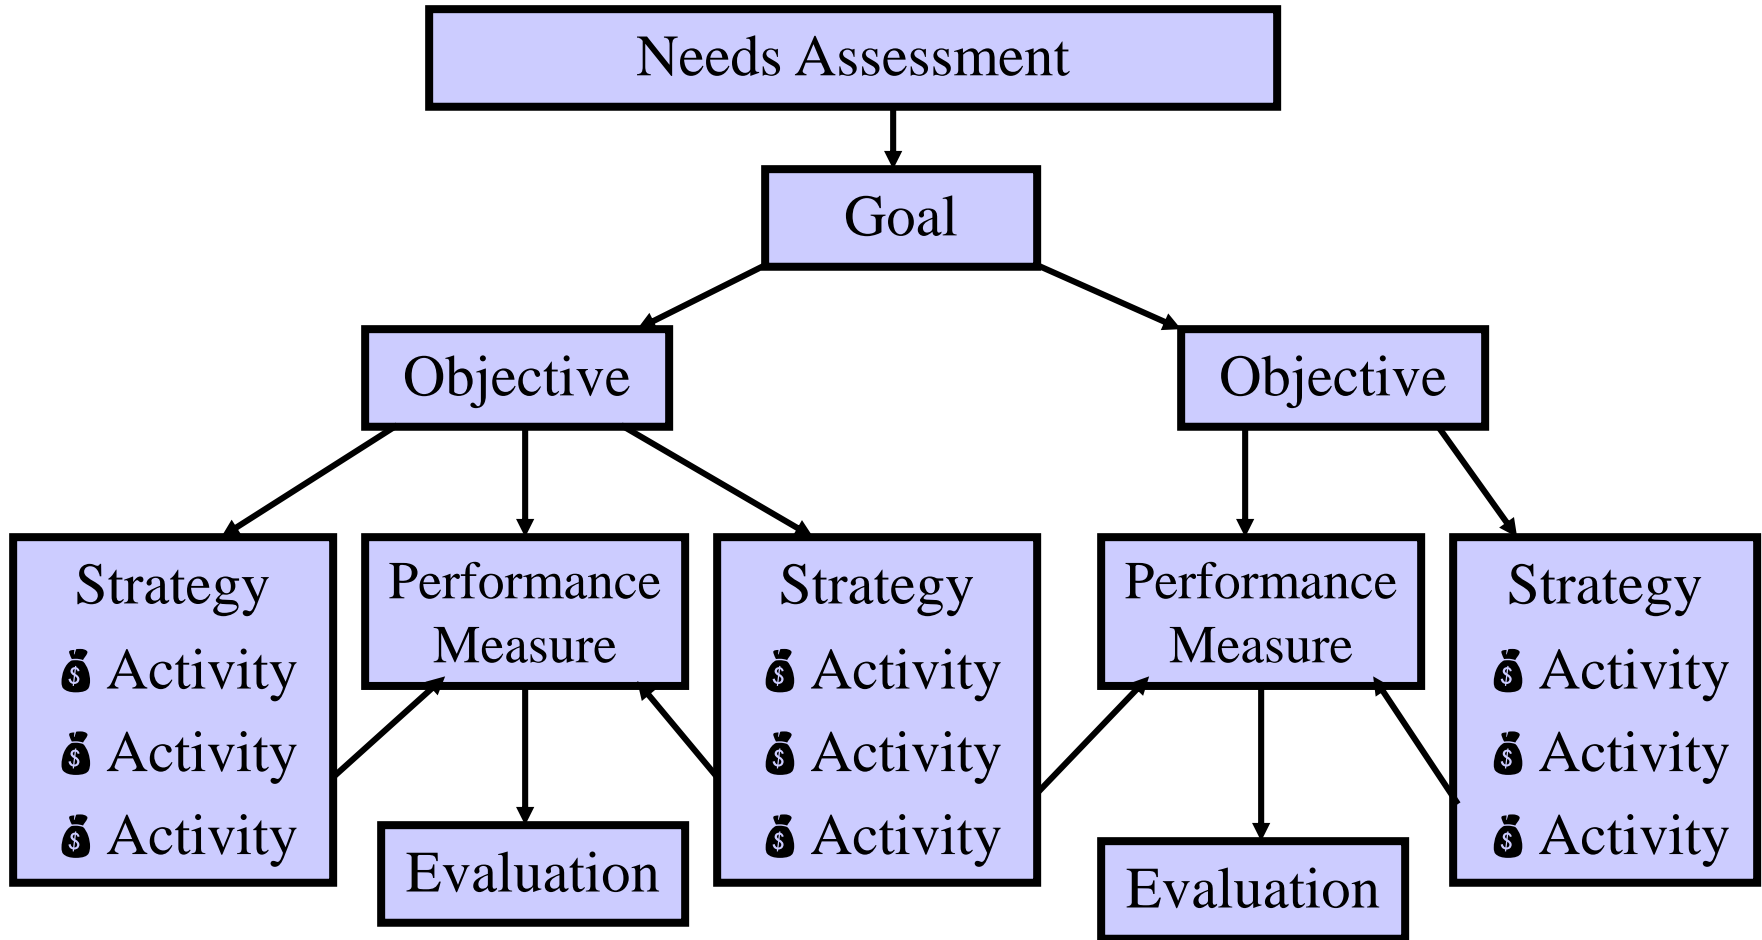 Needs Assessment
Goal
Objective
Objective
Strategy
💰 Activity
💰 Activity
💰 Activity
Performance
Measure
Strategy
💰 Activity
💰 Activity
💰 Activity
Performance
Measure
Strategy
💰 Activity
💰 Activity
💰 Activity
Evaluation
Evaluation